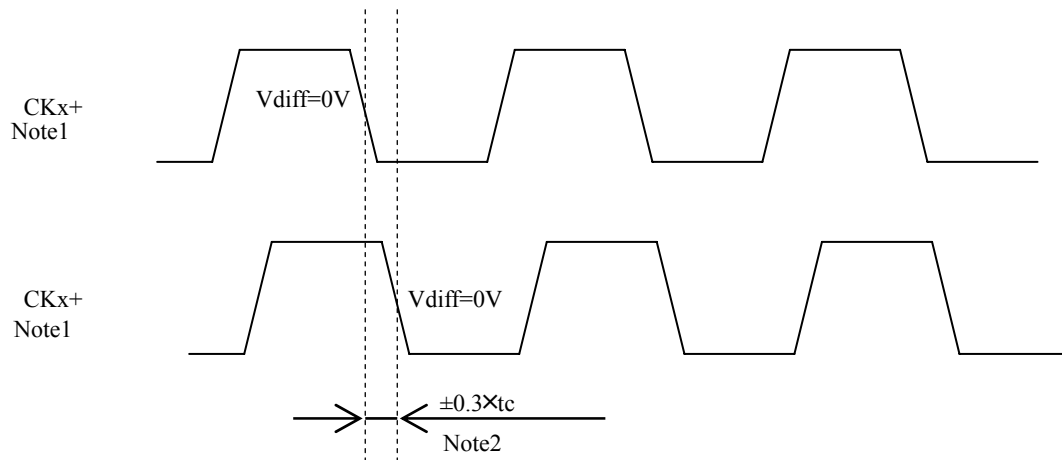 CKx+
Note1
Vdiff=0V
CKx+
Note1
Vdiff=0V
±0.3×tc
Note2